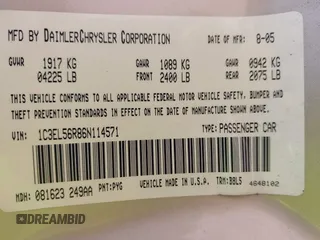 MFD BY DAIMLERCHRYSLER CORPORATION DATE OF MFR 8-05
GVWR GAWR GAWR
1917 KG 1089 KG 0942 KG
04225 LB FRONT 2400 LB REAR 2075 LB
THIS VEHICLE CONFORMS TO ALL APPLICABLE FEDERAL MOTOR VEHICLE SAFETY, BUMPER AND
THEFT PREVENTION STANDARDS IN EFFECT ON THE DATE OF MANUFACTURE SHOWN ABOVE.
VIN: 1C3EL56R86N114571 TYPE: PASSENGER CAR
MDH: 081623 249AA PNT: PYG VEHICLE MADE IN U.S.A. TRM: BBL5
4648102
DREAMBID